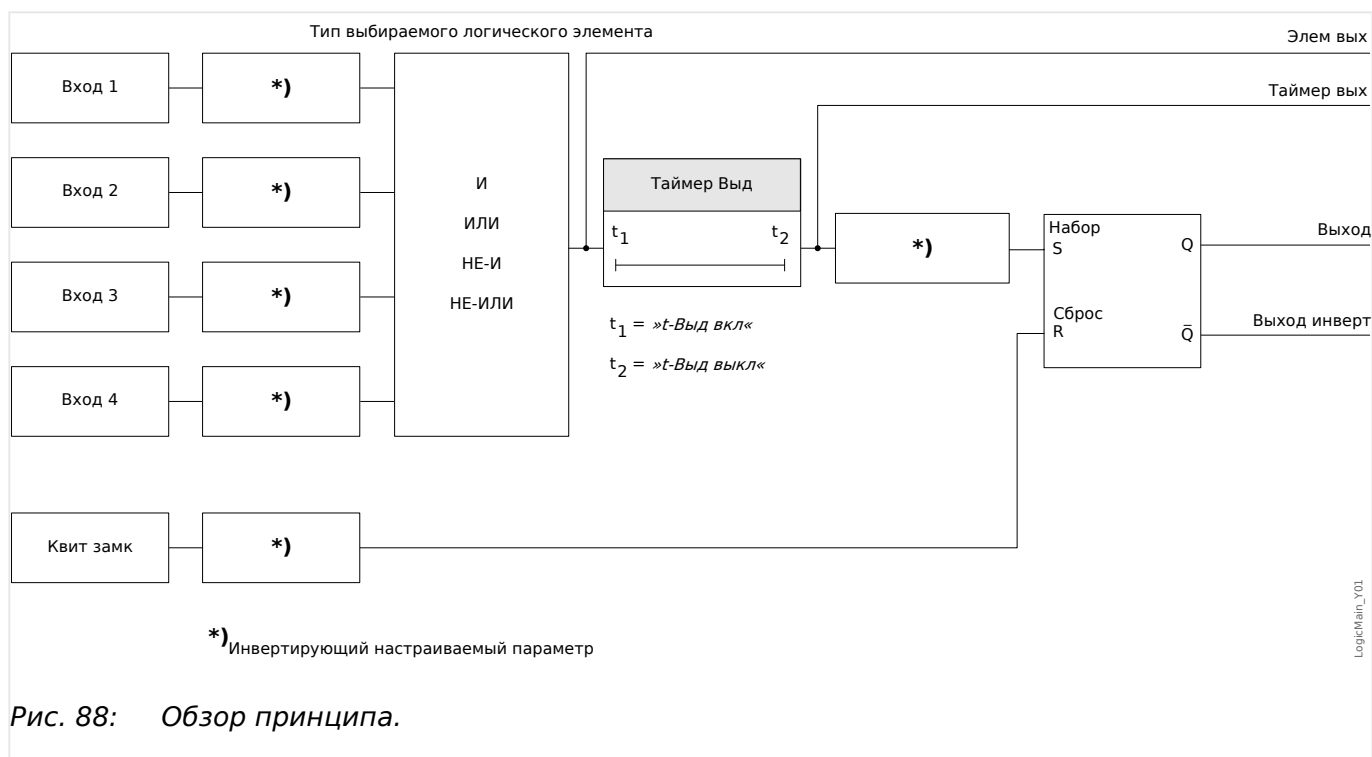 Тип выбираемого логического элемента
Элем вых
Таймер вых
Вход 1
*)
Вход 2
*)
Вход 3
*)
Вход 4
*)
И
ИЛИ
НЕ-И
НЕ-ИЛИ
Таймер Выд
t1
t2
t1 = »t-Выд вкл«
t2 = »t-Выд выкл«
*)
Набор
S
Q
Сброс
R
Q̅
Выход
Выход инверт
Квит замк
*)
*)Инвертирующий настраиваемый параметр
LogicMain_Y01
Рис. 88: Обзор принципа.